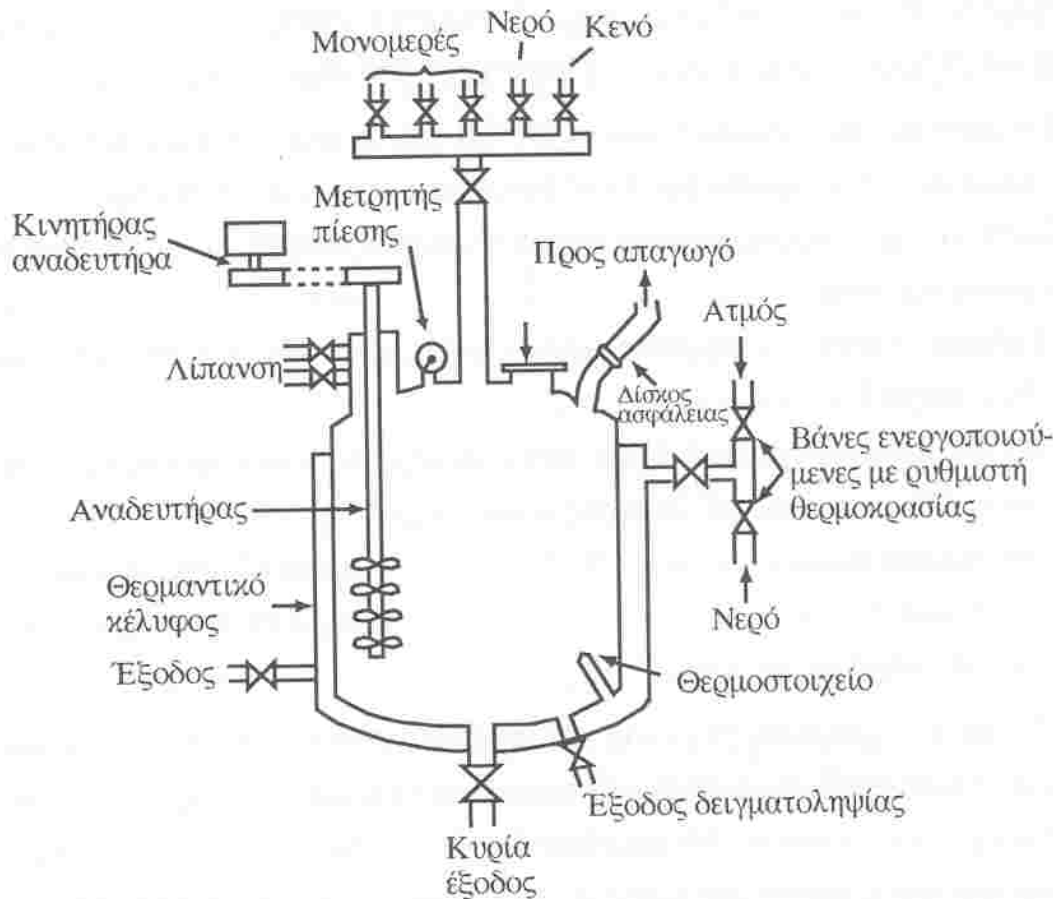 Μονομερές
Νερό
Κενό
Μετρητής
πίεσης
Κινητήρας
αναδευτήρα
Προς απαγωγό
Ατμός
Λίπανση
Δίσκος
ασφάλειας
Βάνες ενεργοποιού-
μενες με ρυθμιστή
θερμοκρασίας
Αναδευτήρας
Θερμαντικό
κέλυφος
Νερό
Έξοδος
Θερμοστοιχείο
Έξοδος δειγματοληψίας
Κυρία
έξοδος